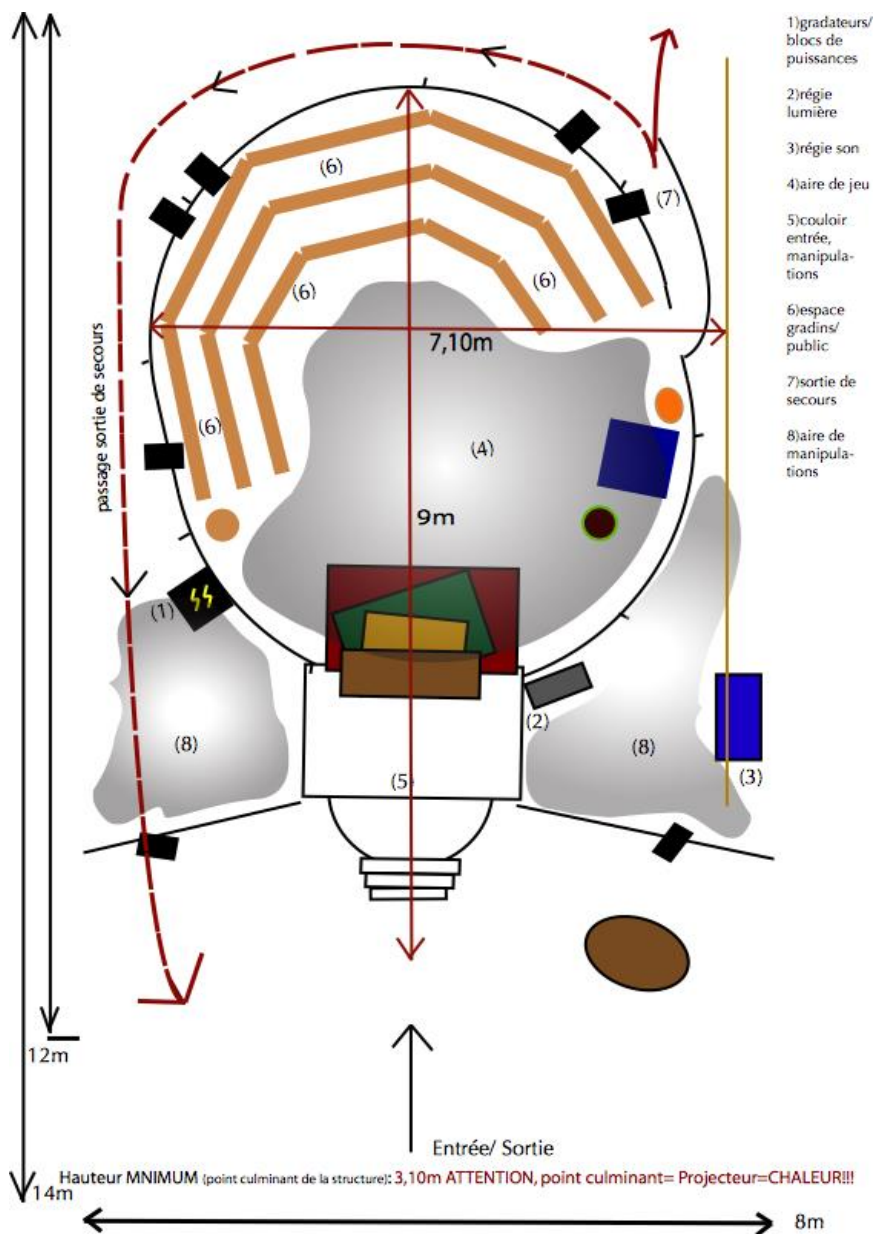 1)gradateurs/
blocs de
puissances
2)régie
lumière
3)régie son
4)aire de jeu
5)couloir
entrée,
manipula-
tions
6)espace
gradins/
public
7)sortie de
secours
8)aire de
manipula-
tions
(6)
(7)
(6)
(6)
7,10m
passage sortie de secours
(6)
(4)
9m
(1)
(2)
(8)
(8)
(3)
(5)
12m
Entrée/ Sortie
Hauteur MNIMUM (point culminant de la structure): 3,10m ATTENTION, point culminant= Projecteur=CHALEUR!!!
14m
8m